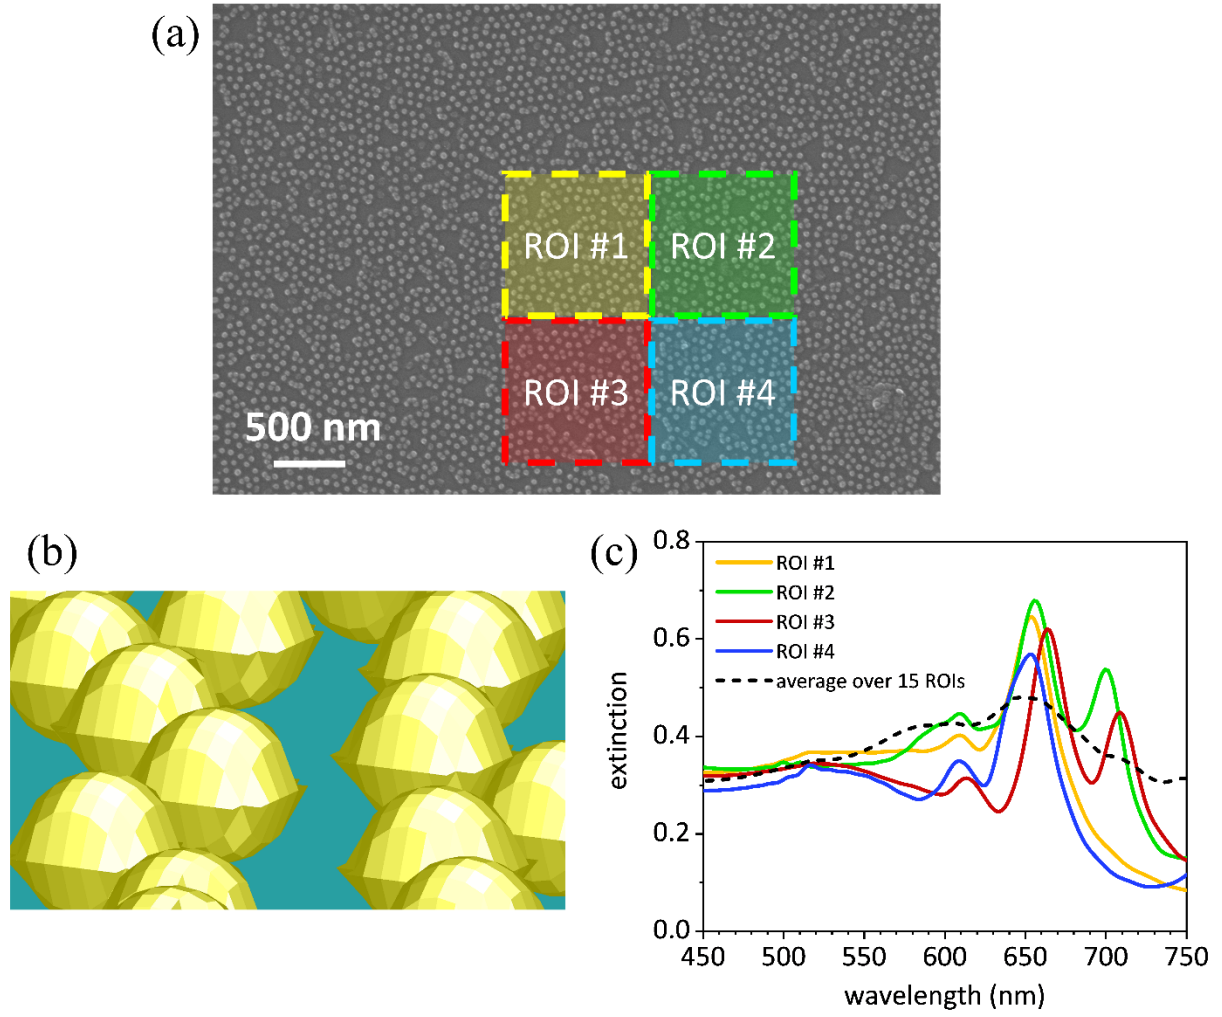 (a)
ROI #1
ROI #2
ROI #3
ROI #4
500 nm
(b)
(c)
0.8
0.6
0.4
0.2
0.0
extinction
ROI #1
ROI #2
ROI #3
ROI #4
average over 15 ROIs
450 500 550 600 650 700 750
wavelength (nm)